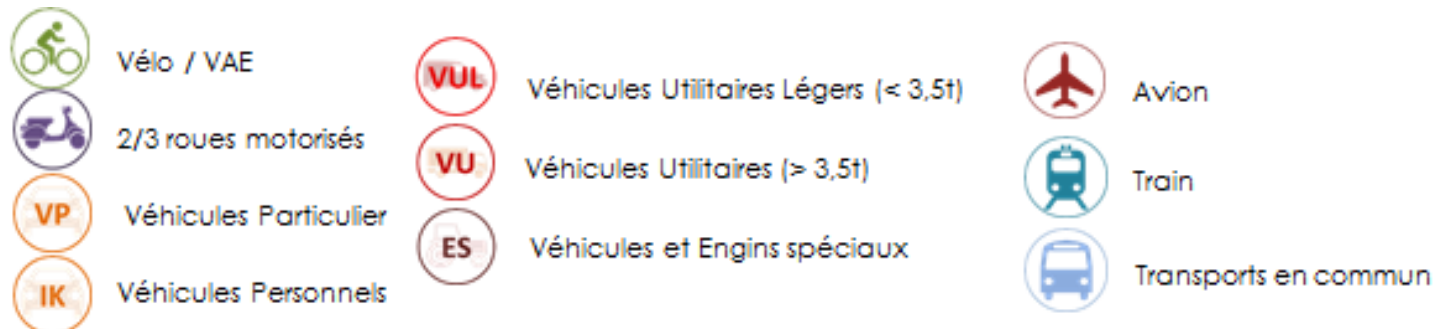 Vélo / VAE
2/3 roues motorisés
VP Véhicules Particulier
IK Véhicules Personnels
VUL Véhicules Utilitaires Légers (< 3,5t)
VU Véhicules Utilitaires (> 3,5t)
ES Véhicules et Engins spéciaux
Avion
Train
Transports en commun